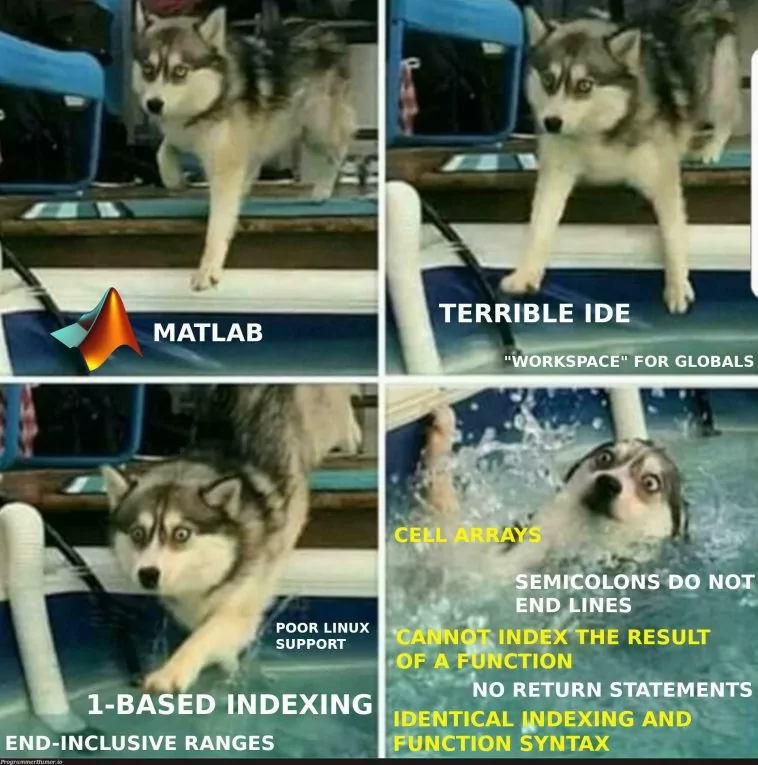 MATLAB
TERRIBLE IDE
"WORKSPACE" FOR GLOBALS
POOR LINUX
SUPPORT
1-BASED INDEXING
END-INCLUSIVE RANGES
CELL ARRAYS
SEMICOLONS DO NOT
END LINES
CANNOT INDEX THE RESULT
OF A FUNCTION
NO RETURN STATEMENTS
IDENTICAL INDEXING AND
FUNCTION SYNTAX
ProgrammerHumor.io